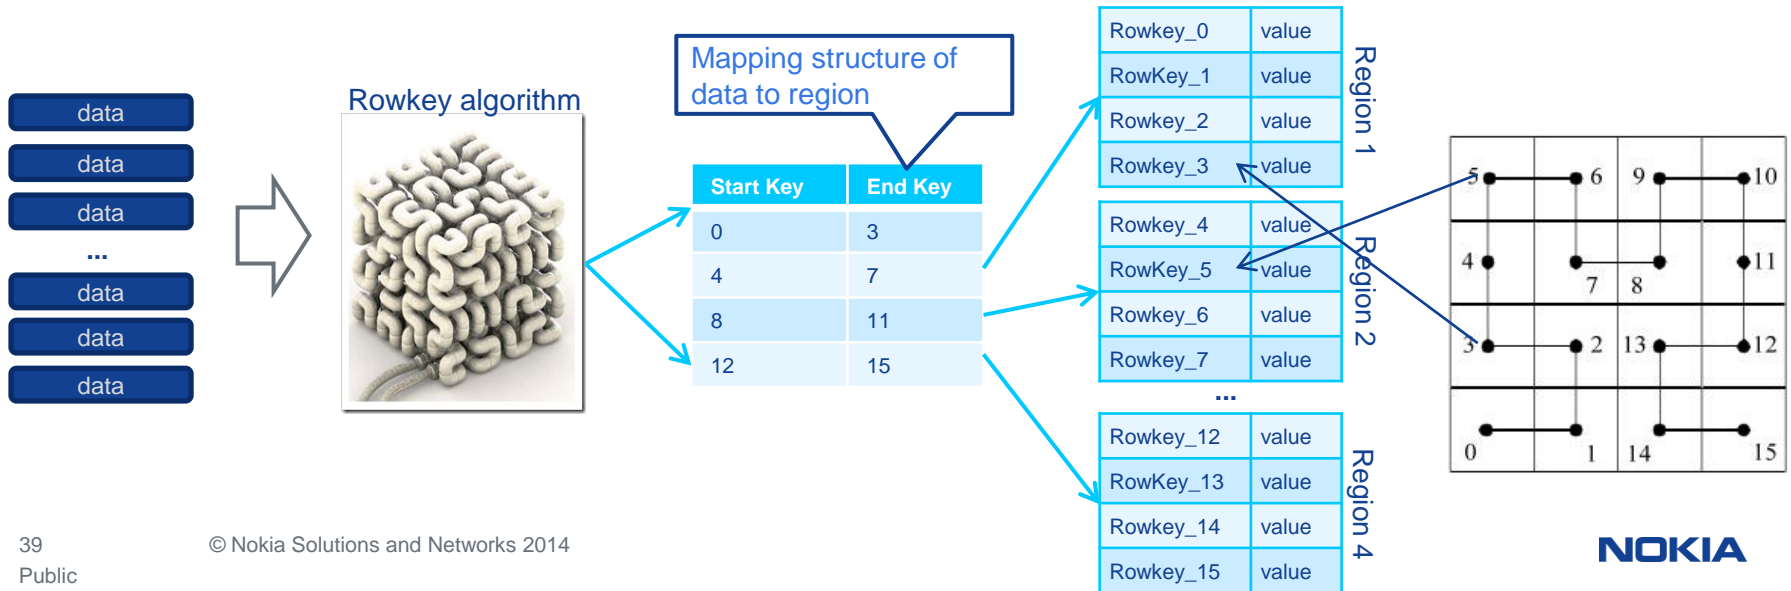 data
data
data
...
data
data
data
Rowkey algorithm
Mapping structure of
data to region
Start Key End Key
0 3
4 7
8 11
12 15
Rowkey_0 value
RowKey_1 value
Rowkey_2 value
Rowkey_3 value
Region 1
Rowkey_4 value
RowKey_5 value
Rowkey_6 value
Rowkey_7 value
Region 2
...
Rowkey_12 value
RowKey_13 value
Rowkey_14 value
Rowkey_15 value
Region 4
5 6 9 10
4 7 8 11
3 2 13 12
0 1 14 15
39 © Nokia Solutions and Networks 2014
Public
NOKIA